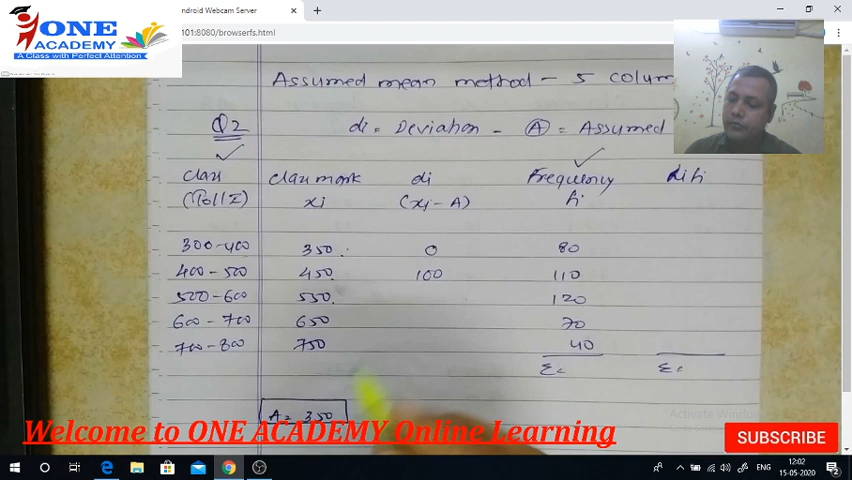 ONE
ACADEMY
A Class with Perfect Attention
ndroid Webcam Server
101:8080/browserfs.html
Assumed mean method - 5 colum
Q2 di = Deviation - A = Assumed
Class Class mark di Frequency difi
xi (xi - A) fi
300-400 350 0 80
400-500 450 100 110
500-600 550 120
600-700 650 70
700-800 750 40
Σ Σ
A = 350
Activate Window
Welcome to ONE ACADEMY Online Learning
SUBSCRIBE
ENG
12:02
15-05-2020
2